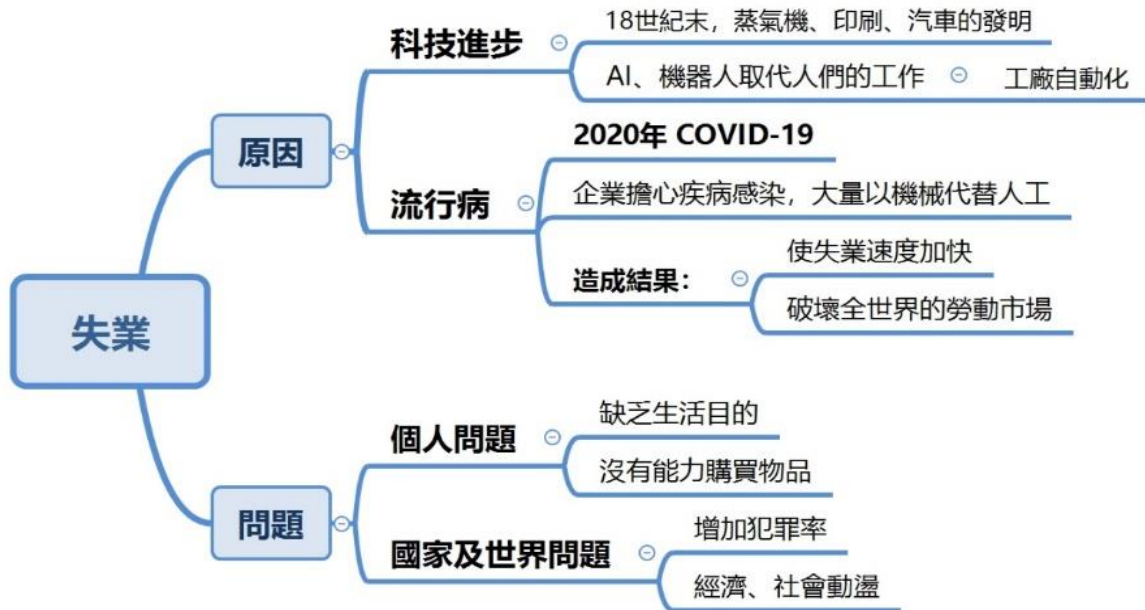 失業
原因
科技進步
18世紀末，蒸氣機、印刷、汽車的發明
AI、機器人取代人們的工作
工廠自動化
流行病
2020年 COVID-19
企業擔心疾病感染，大量以機械代替人工
造成結果：
使失業速度加快
破壞全世界的勞動市場
問題
個人問題
缺乏生活目的
沒有能力購買物品
國家及世界問題
增加犯罪率
經濟、社會動盪